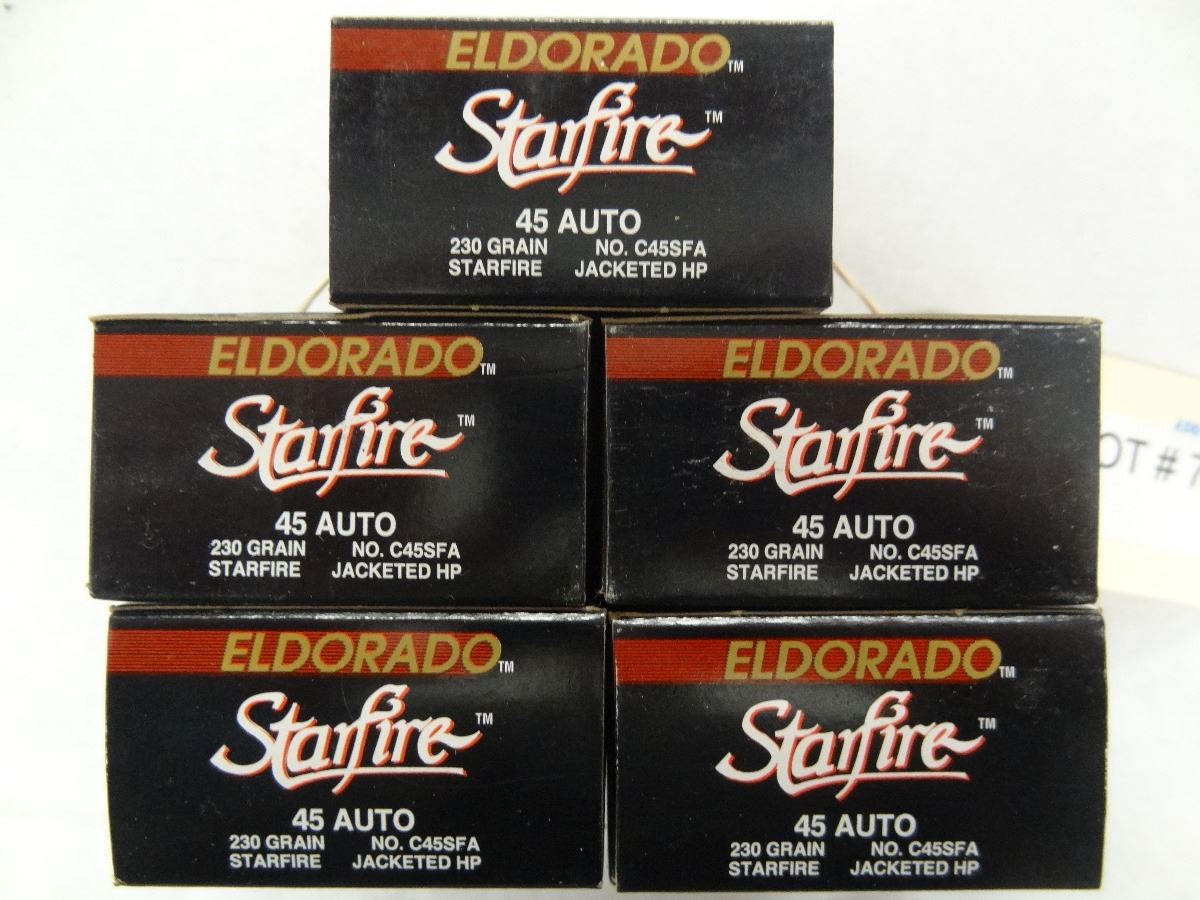 ELDORADO™
Starfire™
45 AUTO
230 GRAIN NO. C45SFA
STARFIRE JACKETED HP
ELDORADO™
Starfire™
45 AUTO
230 GRAIN NO. C45SFA
STARFIRE JACKETED HP
ELDORADO™
Starfire™
45 AUTO
230 GRAIN NO. C45SFA
STARFIRE JACKETED HP
OT # 7
ELDORADO™
Starfire™
45 AUTO
230 GRAIN NO. C45SFA
STARFIRE JACKETED HP
ELDORADO™
Starfire™
45 AUTO
230 GRAIN NO. C45SFA
STARFIRE JACKETED HP